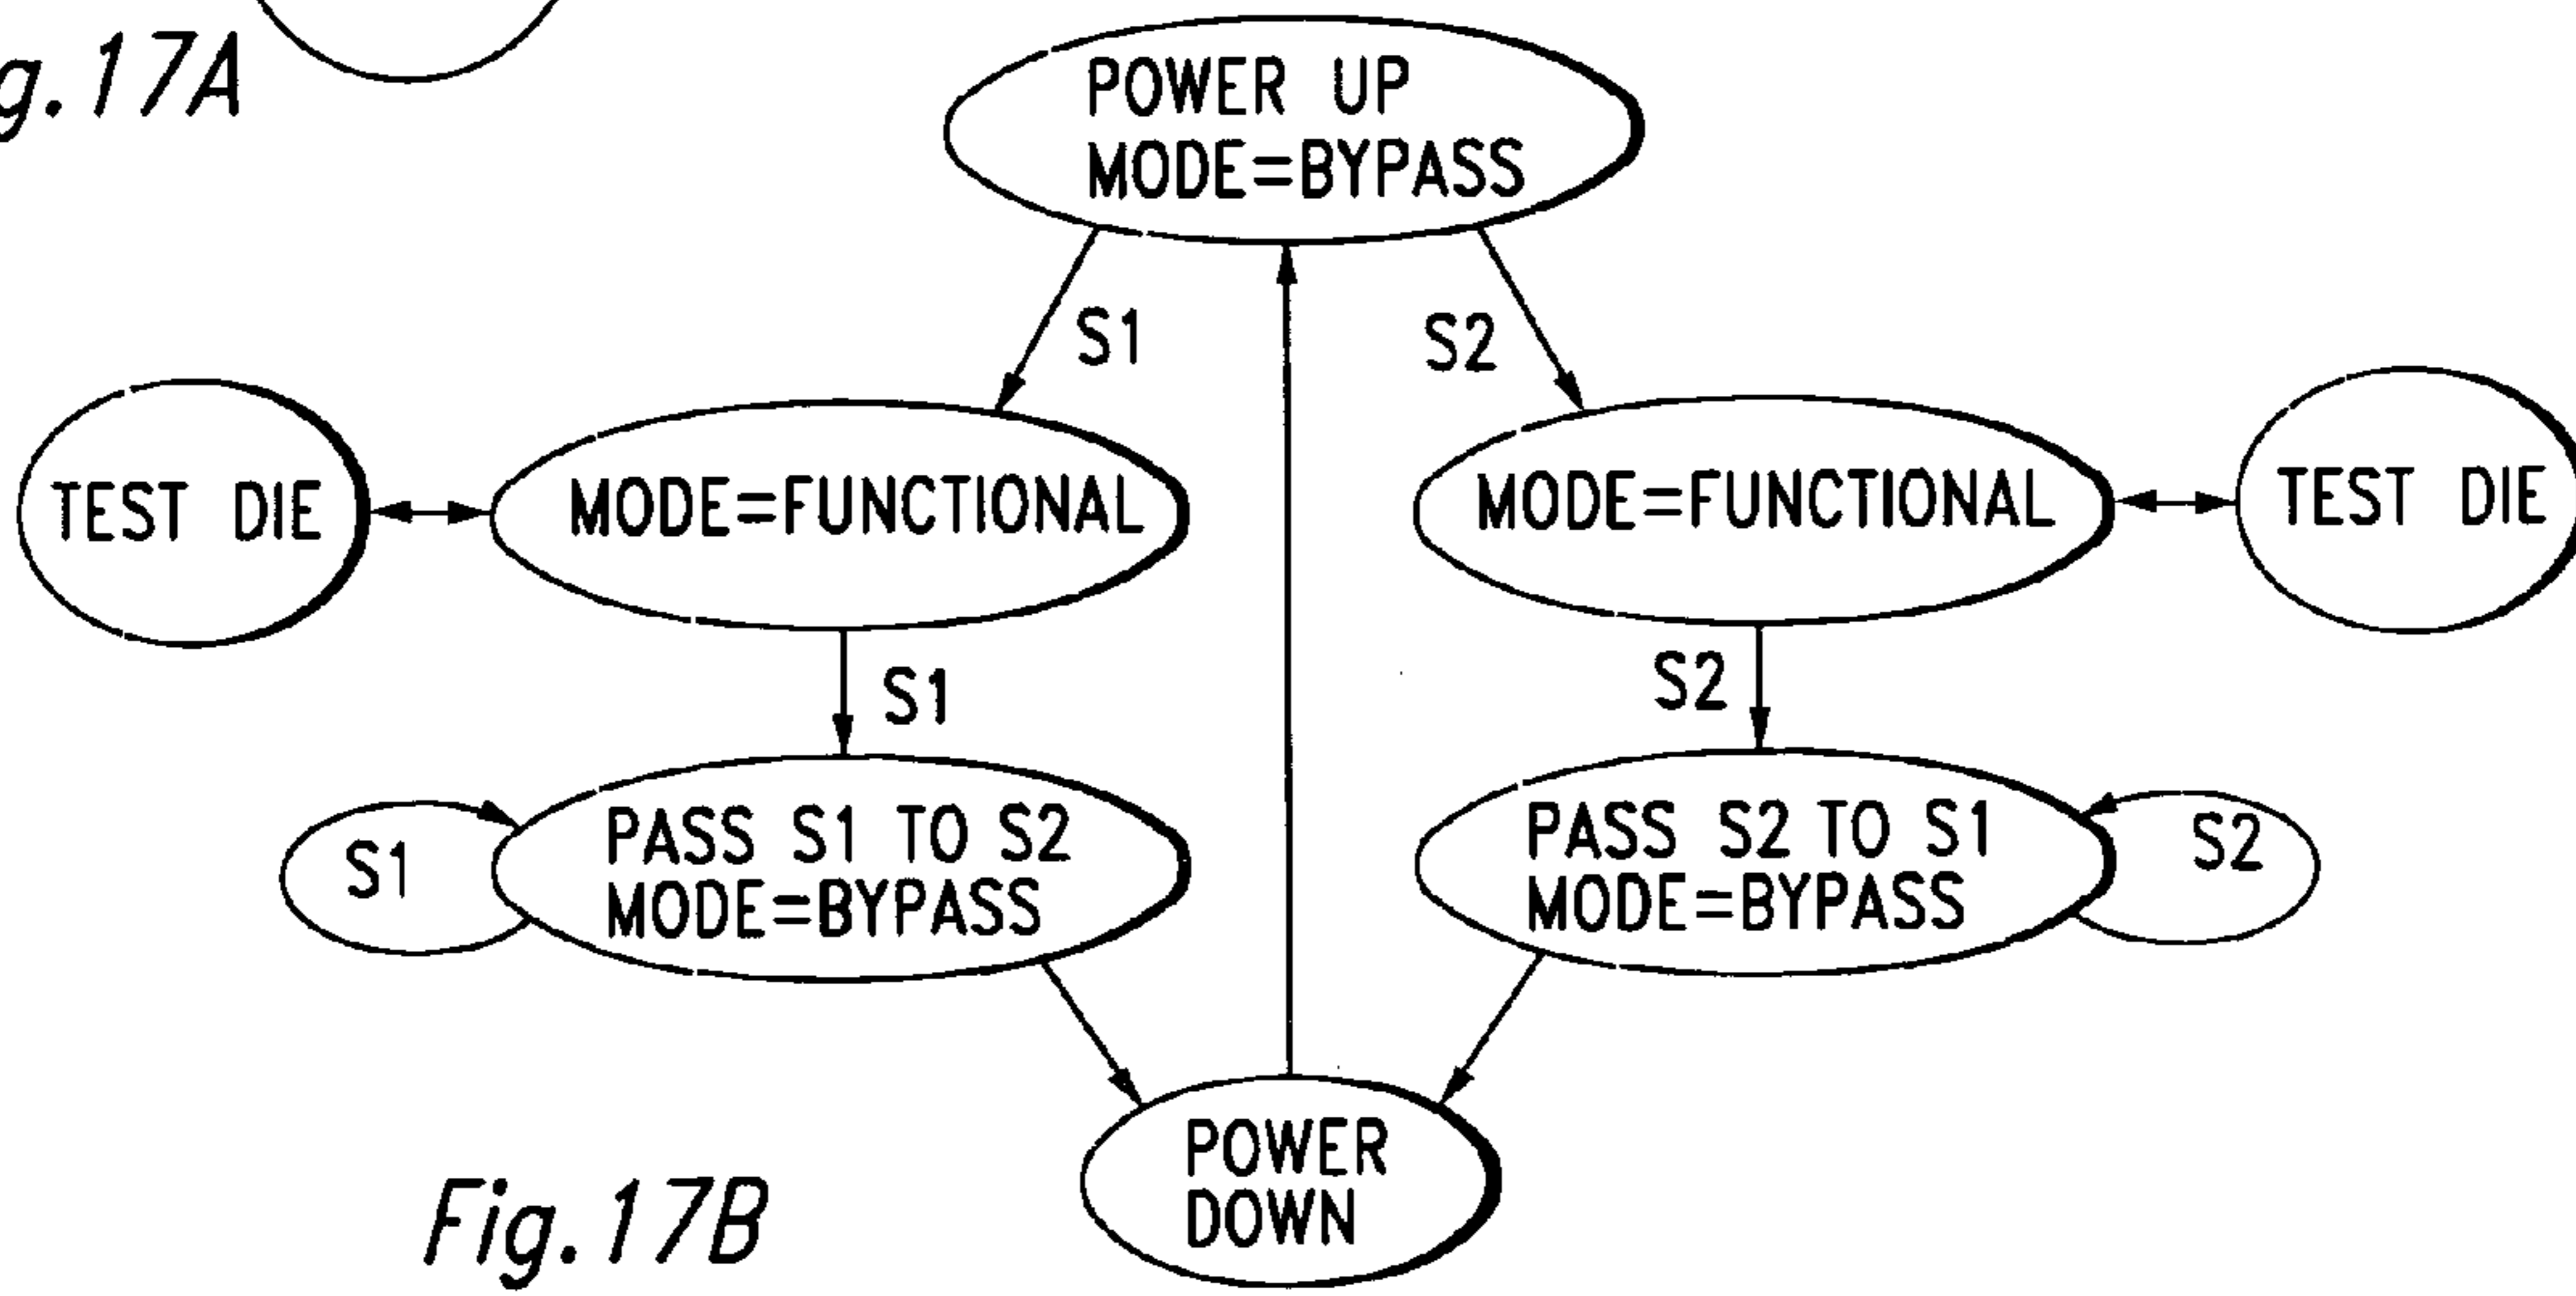 g.17A
POWER UP
MODE=BYPASS
S1
S2
TEST DIE
MODE=FUNCTIONAL
MODE=FUNCTIONAL
TEST DIE
S1
S2
S1
PASS S1 TO S2
MODE=BYPASS
PASS S2 TO S1
MODE=BYPASS
S2
POWER
DOWN
Fig.17B